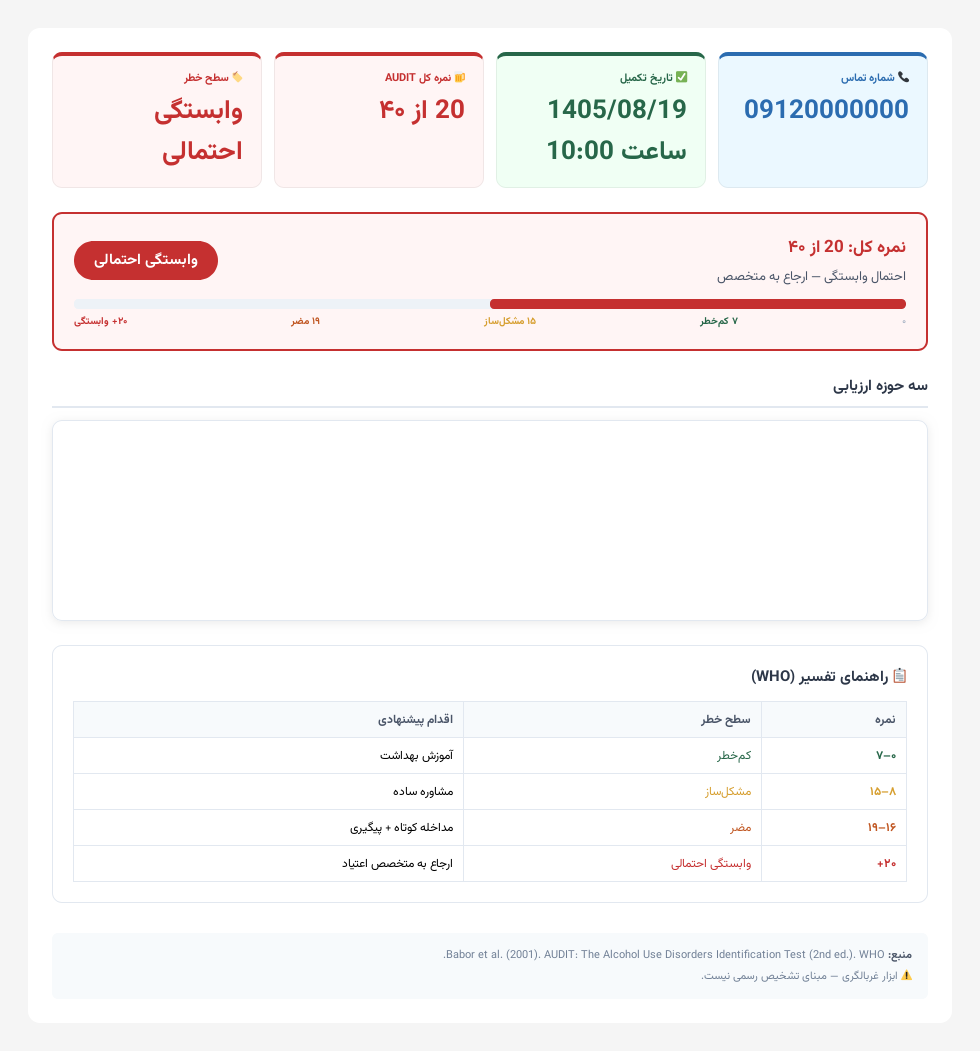 📞 شماره تماس
09120000000
✅ تاریخ تکمیل
1405/08/19
ساعت 10:00
🍻 نمره کل AUDIT
20 از ۴۰
🏷️ سطح خطر
وابستگی
احتمالی
نمره کل: 20 از ۴۰
احتمال وابستگی — ارجاع به متخصص
وابستگی احتمالی
۰ ۷ کم‌خطر ۱۵ مشکل‌ساز ۱۹ مضر ۲۰+ وابستگی
سه حوزه ارزیابی
📋 راهنمای تفسیر (WHO)
نمره سطح خطر اقدام پیشنهادی
۰–۷ کم‌خطر آموزش بهداشت
۸–۱۵ مشکل‌ساز مشاوره ساده
۱۶–۱۹ مضر مداخله کوتاه + پیگیری
۲۰+ وابستگی احتمالی ارجاع به متخصص اعتیاد
منبع: Babor et al. (2001). AUDIT: The Alcohol Use Disorders Identification Test (2nd ed.). WHO.
⚠️ ابزار غربالگری — مبنای تشخیص رسمی نیست.